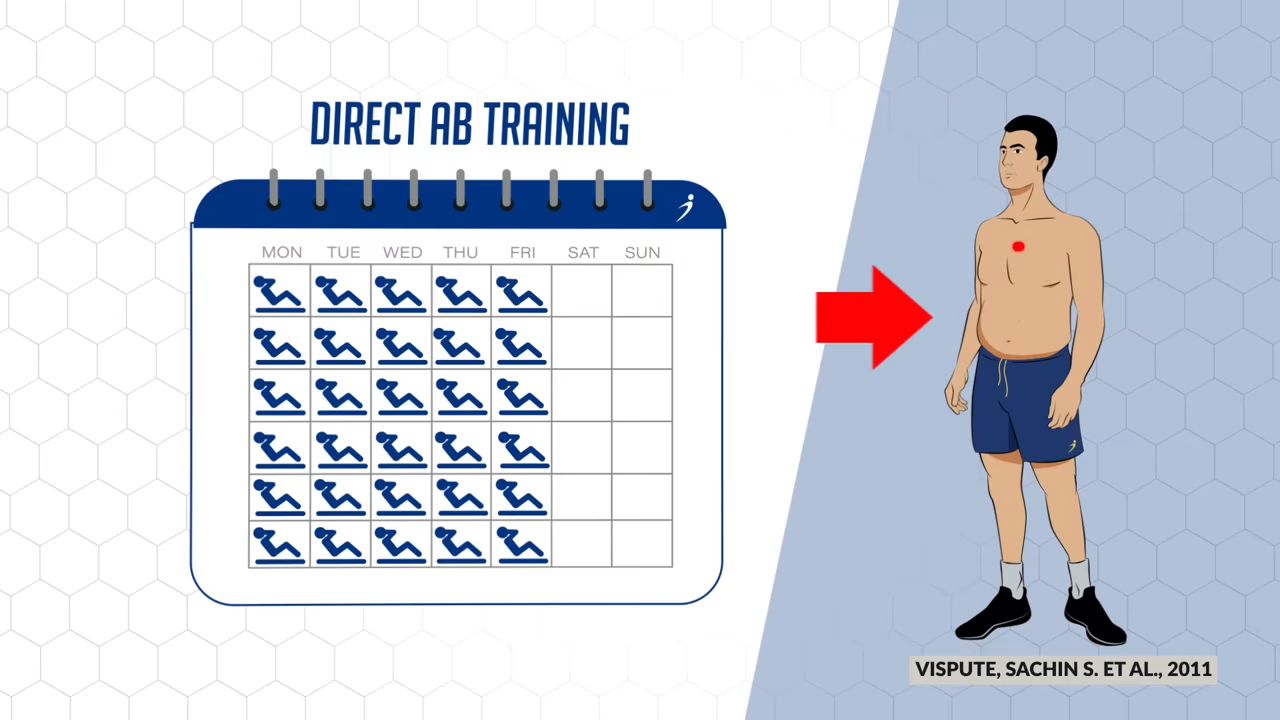 DIRECT AB TRAINING
MON TUE WED THU FRI SAT SUN
VISPUTE, SACHIN S. ET AL., 2011